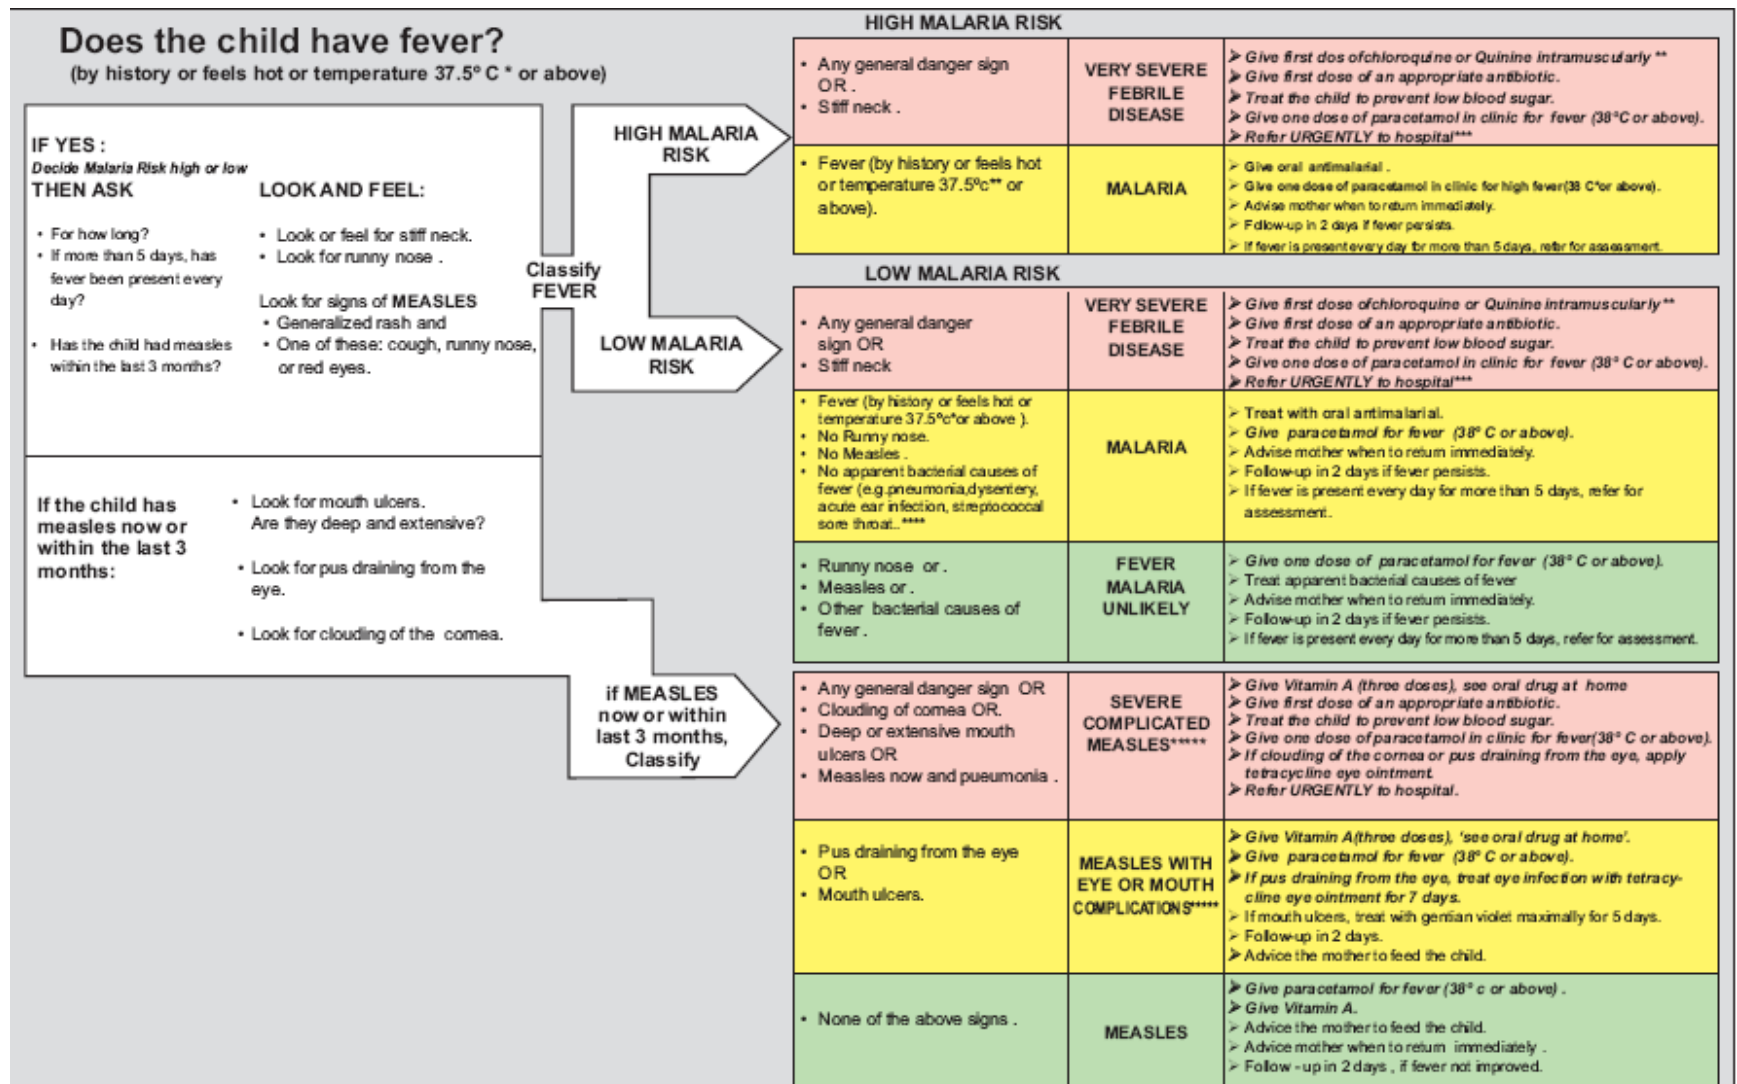 Does the child have fever?
(by history or feels hot or temperature 37.5º C * or above)
IF YES :
Decide Malaria Risk high or low
THEN ASK
• For how long?
• If more than 5 days, has
fever been present every
day?
• Has the child had measles
within the last 3 months?
LOOK AND FEEL:
• Look or feel for stiff neck.
• Look for runny nose .
Look for signs of MEASLES
• Generalized rash and
• One of these: cough, runny nose,
or red eyes.
If the child has
measles now or
within the last 3
months:
• Look for mouth ulcers.
Are they deep and extensive?
• Look for pus draining from the
eye.
• Look for clouding of the cornea.
Classify
FEVER
HIGH MALARIA
RISK
LOW MALARIA
RISK
if MEASLES
now or within
last 3 months,
Classify
HIGH MALARIA RISK
• Any general danger sign
OR .
• Stiff neck .
VERY SEVERE
FEBRILE
DISEASE
➢ Give first dos ofchloroquine or Quinine intramuscularly **
➢ Give first dose of an appropriate antibiotic.
➢ Treat the child to prevent low blood sugar.
➢ Give one dose of paracetamol in clinic for fever (38ºC or above).
➢ Refer URGENTLY to hospital***
• Fever (by history or feels hot
or temperature 37.5ºc** or
above).
MALARIA
➢ Give oral antimalarial .
➢ Give one dose of paracetamol in clinic for high fever(38 C*or above).
➢ Advise mother when to return immediately.
➢ Follow-up in 2 days if fever persists.
➢ If fever is present every day for more than 5 days, refer for assessment.
LOW MALARIA RISK
• Any general danger
sign OR
• Stiff neck
VERY SEVERE
FEBRILE
DISEASE
➢ Give first dose ofchloroquine or Quinine intramuscularly **
➢ Give first dose of an appropriate antibiotic.
➢ Treat the child to prevent low blood sugar.
➢ Give one dose of paracetamol in clinic for fever (38º C or above).
➢ Refer URGENTLY to hospital***
• Fever (by history or feels hot or
temperature 37.5ºc*or above ).
• No Runny nose.
• No Measles .
• No apparent bacterial causes of
fever (e.g.pneumonia,dysentery,
acute ear infection, streptococcal
sore throat..****
MALARIA
➢ Treat with oral antimalarial.
➢ Give paracetamol for fever (38º C or above).
➢ Advise mother when to return immediately.
➢ Follow-up in 2 days if fever persists.
➢ If fever is present every day for more than 5 days, refer for
assessment.
• Runny nose or .
• Measles or .
• Other bacterial causes of
fever .
FEVER
MALARIA
UNLIKELY
➢ Give one dose of paracetamol for fever (38º C or above).
➢ Treat apparent bacterial causes of fever
➢ Advise mother when to return immediately.
➢ Follow-up in 2 days if fever persists.
➢ If fever is present every day for more than 5 days, refer for assessment.
• Any general danger sign OR
• Clouding of cornea OR.
• Deep or extensive mouth
ulcers OR
• Measles now and pueumonia .
SEVERE
COMPLICATED
MEASLES*****
➢ Give Vitamin A (three doses), see oral drug at home
➢ Give first dose of an appropriate antibiotic.
➢ Treat the child to prevent low blood sugar.
➢ Give one dose of paracetamol in clinic for fever(38º C or above).
➢ If clouding of the cornea or pus draining from the eye, apply
tetracycline eye ointment.
➢ Refer URGENTLY to hospital.
• Pus draining from the eye
OR
• Mouth ulcers.
MEASLES WITH
EYE OR MOUTH
COMPLICATIONS*****
➢ Give Vitamin A(three doses), 'see oral drug at home'.
➢ Give paracetamol for fever (38º C or above).
➢ If pus draining from the eye, treat eye infection with tetracy-
cline eye ointment for 7 days.
➢ If mouth ulcers, treat with gentian violet maximally for 5 days.
➢ Follow-up in 2 days.
➢ Advice the mother to feed the child.
• None of the above signs .
MEASLES
➢ Give paracetamol for fever (38º c or above) .
➢ Give Vitamin A.
➢ Advice the mother to feed the child.
➢ Advice mother when to return immediately .
➢ Follow - up in 2 days , if fever not improved.